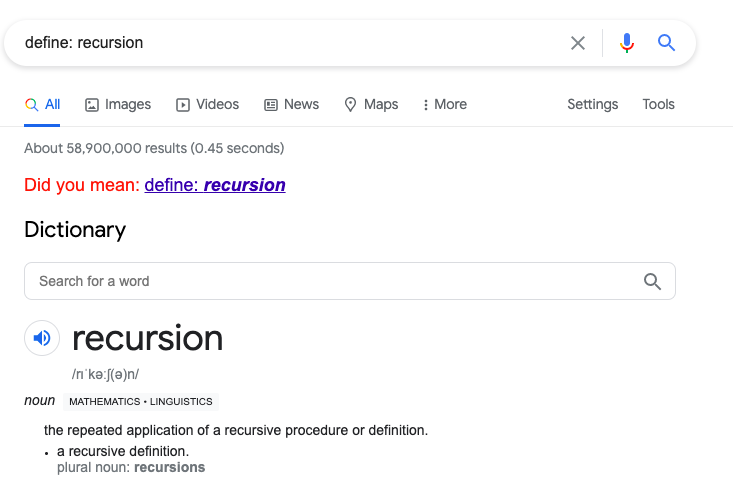 define: recursion
All Images Videos News Maps More Settings Tools
About 58,900,000 results (0.45 seconds)
Did you mean: define: recursion
Dictionary
Search for a word
recursion
/rɪˈkəːʃ(ə)n/
noun MATHEMATICS • LINGUISTICS
the repeated application of a recursive procedure or definition.
• a recursive definition.
plural noun: recursions